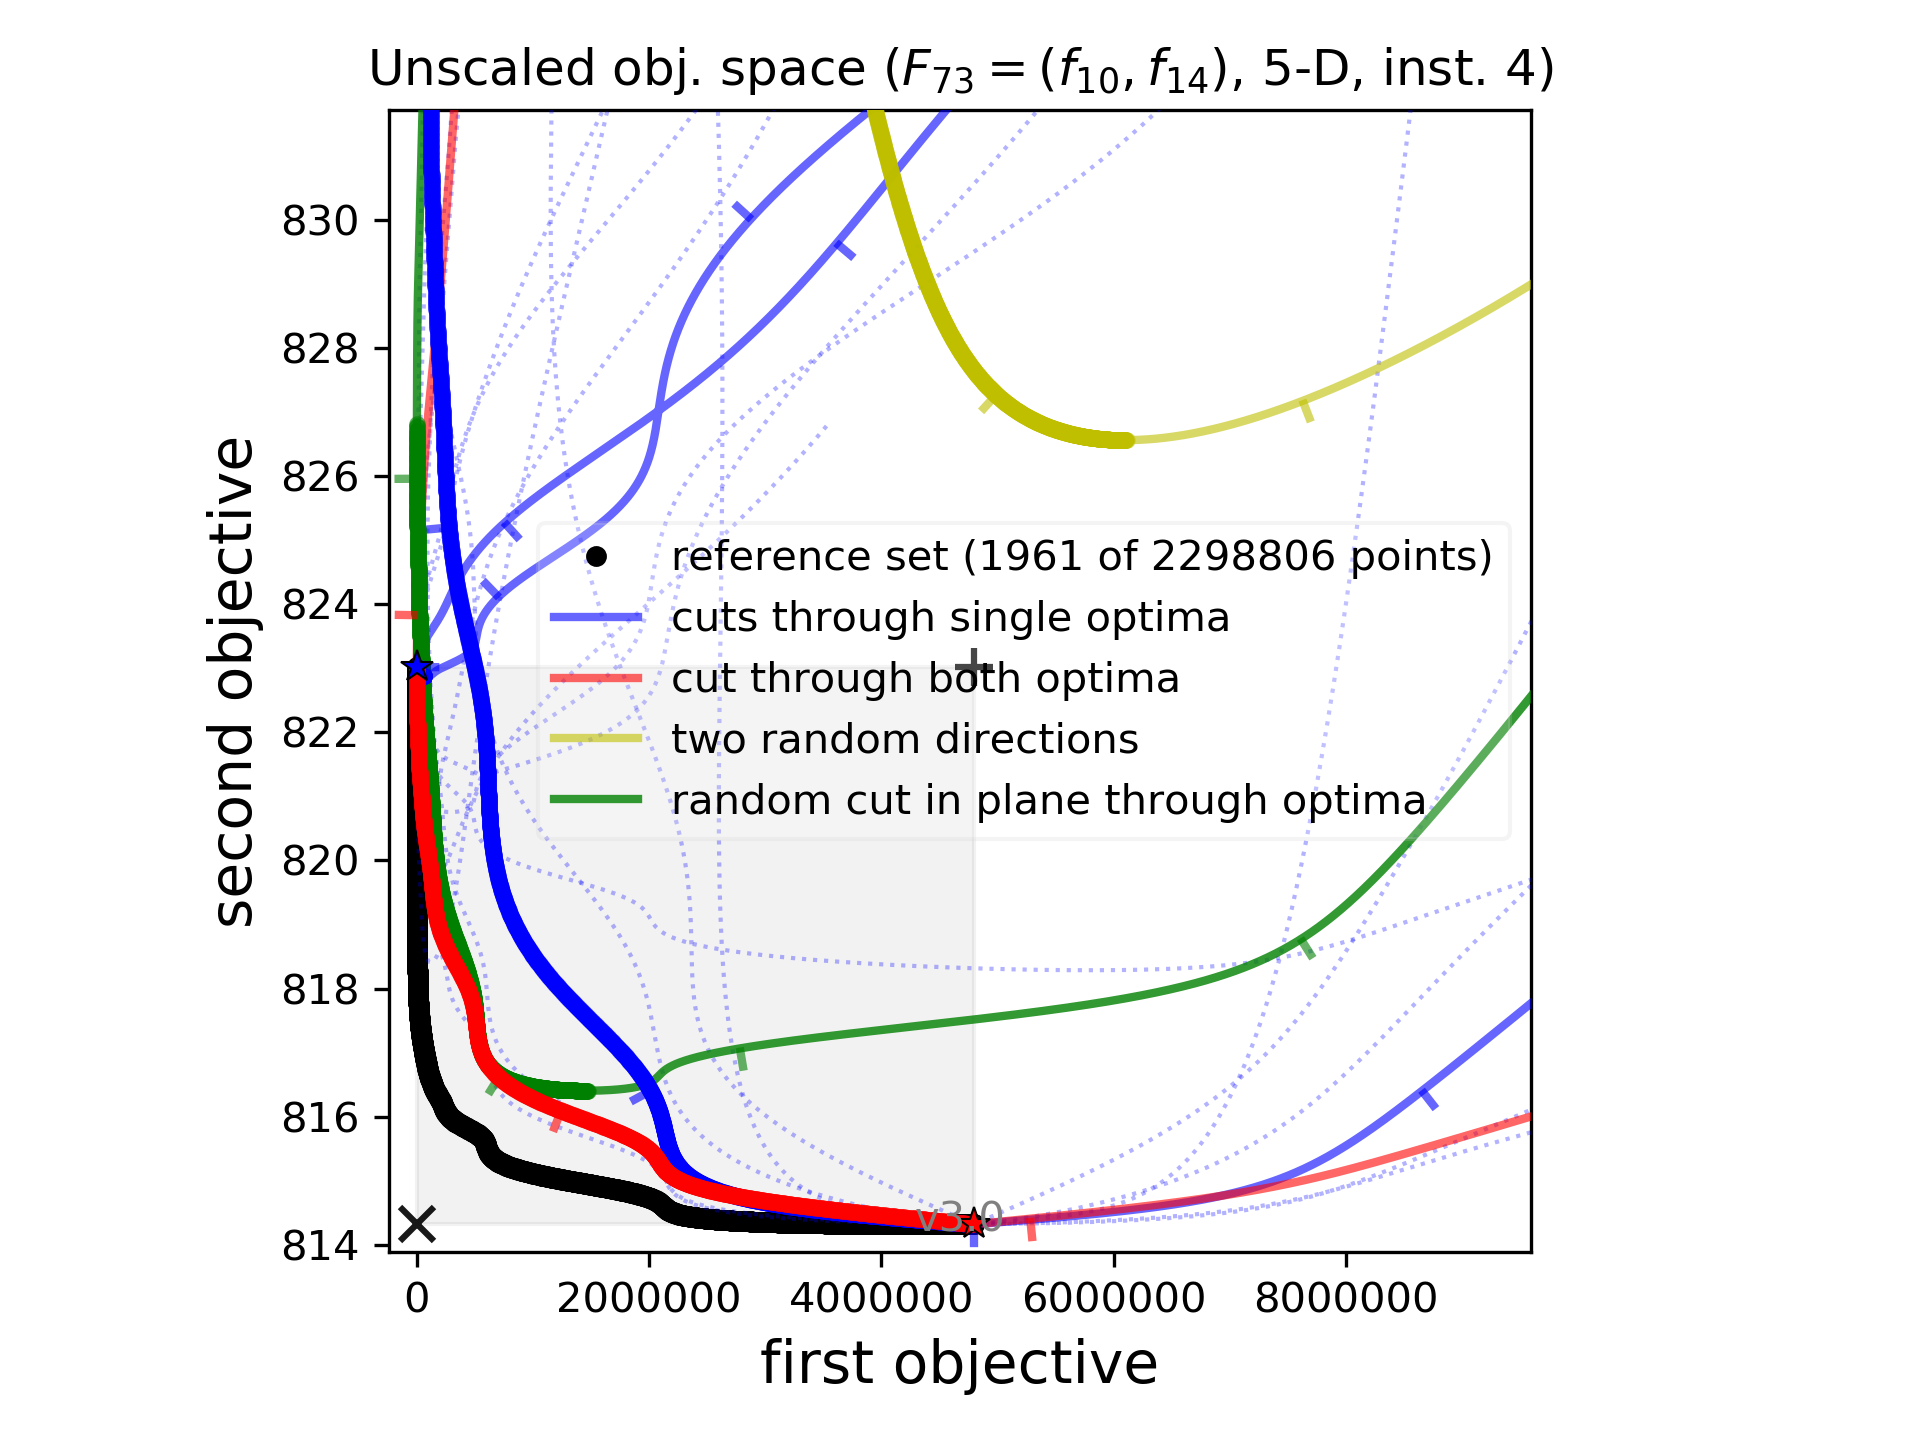 Unscaled obj. space (F73 = (f10, f14), 5-D, inst. 4)
830
828
826
824
822
820
818
816
814
second objective
reference set (1961 of 2298806 points)
cuts through single optima
cut through both optima
two random directions
random cut in plane through optima
v3.0
0
2000000
4000000
6000000
8000000
first objective